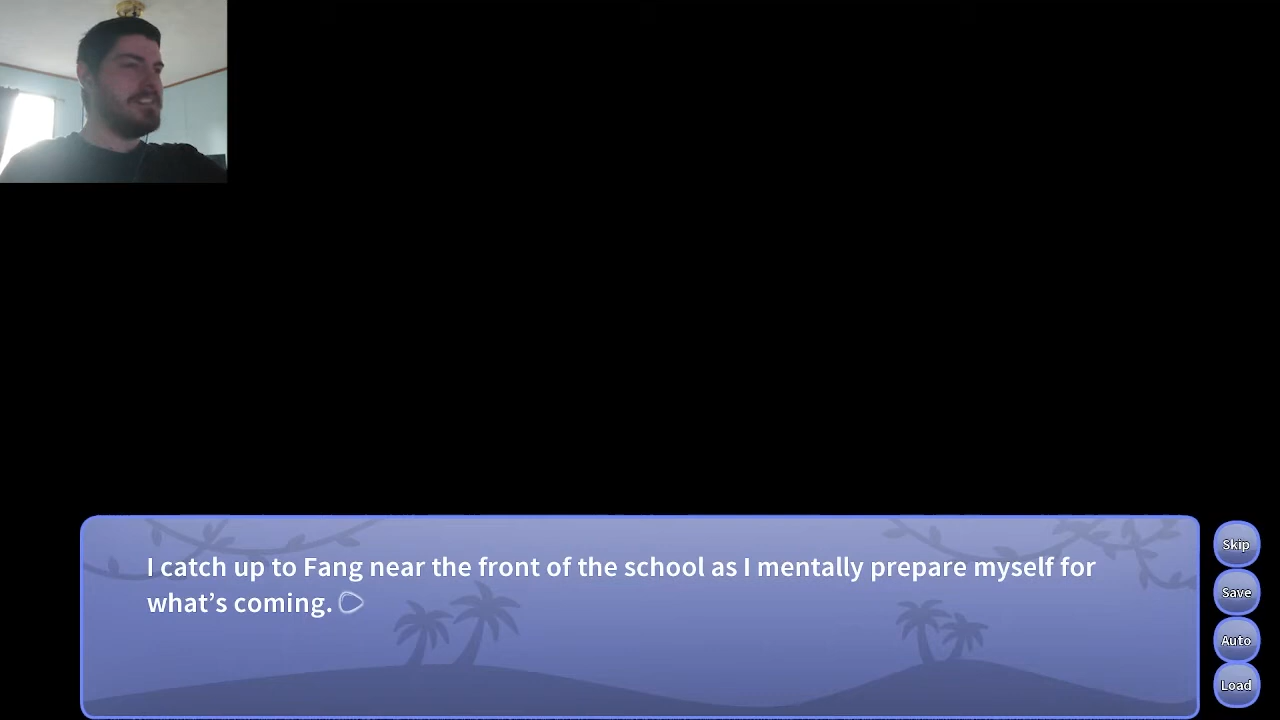 I catch up to Fang near the front of the school as I mentally prepare myself for
what’s coming.
Skip
Save
Auto
Load